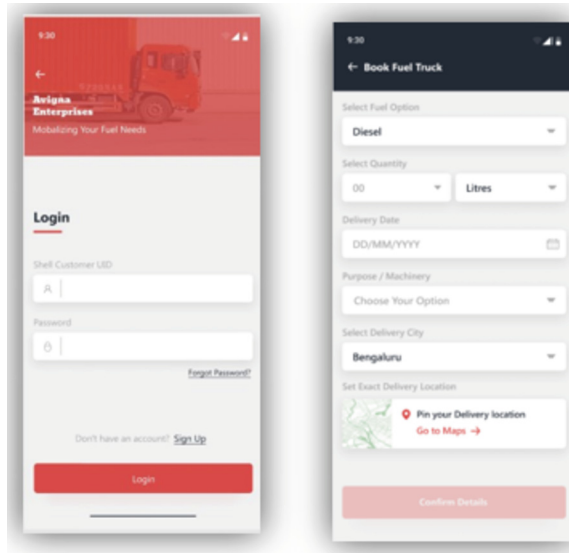 9:30
Avigna
Enterprises
Mobalizing Your Fuel Needs
Login
Shell Customer UID
Password
Forgot Password?
Don't have an account? Sign Up
Login
9:30
← Book Fuel Truck
Select Fuel Option
Diesel
Select Quantity
00
Litres
Delivery Date
DD/MM/YYYY
Purpose / Machinery
Choose Your Option
Select Delivery City
Bengaluru
Set Exact Delivery Location
Pin your Delivery location
Go to Maps →
Confirm Details